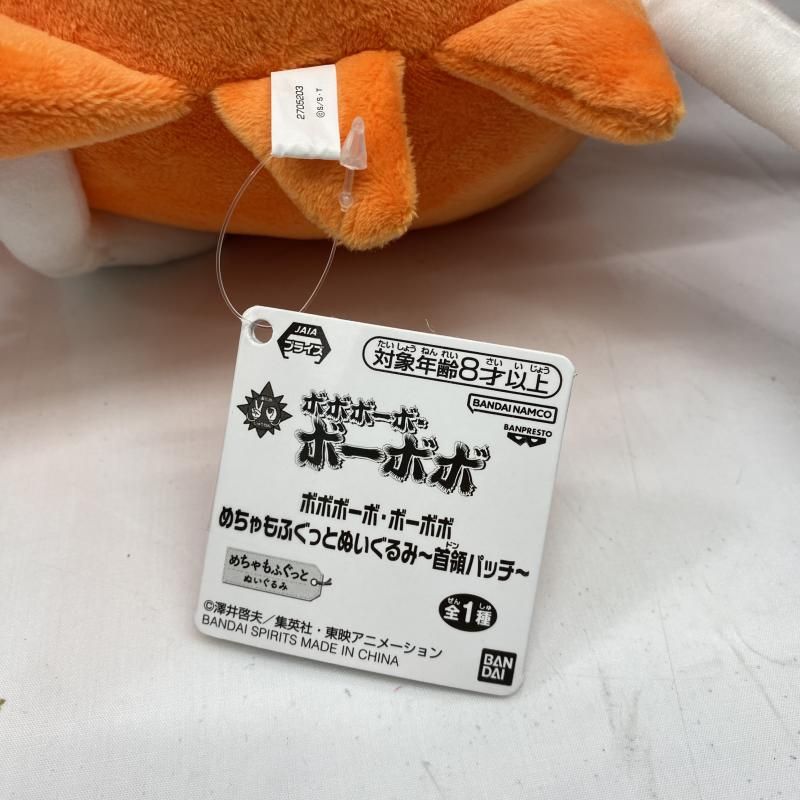 2705203
©S/S・T
JAIA
プライズ
たいしょうねんれい さいいじょう
対象年齢8才以上
BANDAI NAMCO
BANPRESTO
ボボボーボ・
ボーボボ
ボボボーボ・ボーボボ
めちゃもふぐっとぬいぐるみ〜首領パッチ〜
ドン
めちゃもふぐっと
ぬいぐるみ
ぜん しゅ
全1種
©澤井啓夫/集英社・東映アニメーション
BANDAI SPIRITS MADE IN CHINA
BAN
DAI